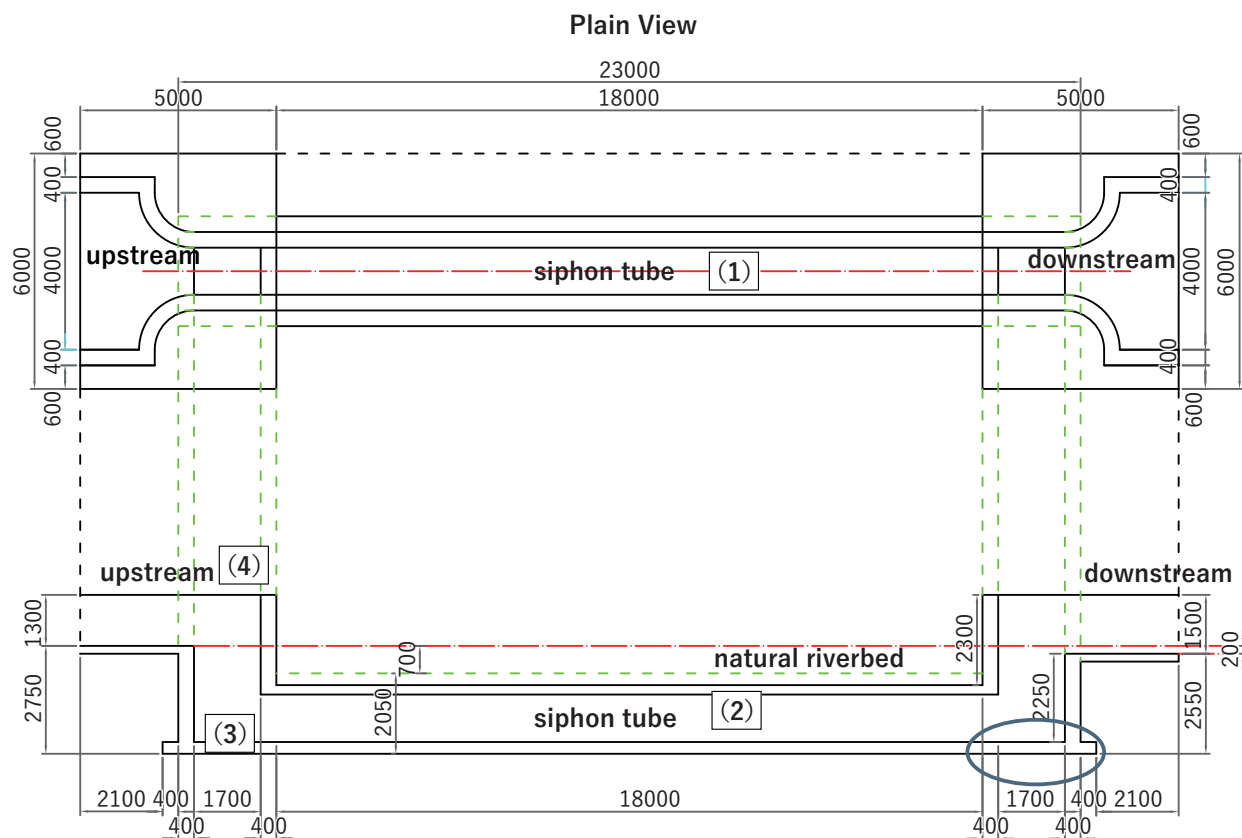 Plain View
23000
5000 18000 5000
600 600
400 400
6000 4000 4000 6000
upstream siphon tube (1) downstream
400 400
600 600
upstream (4) downstream
1300 2300 1500
200
700 natural riverbed
2750 2050 2250 2550
siphon tube (2)
(3)
2100 400 1700 18000 1700 400 2100
400 400 400 400